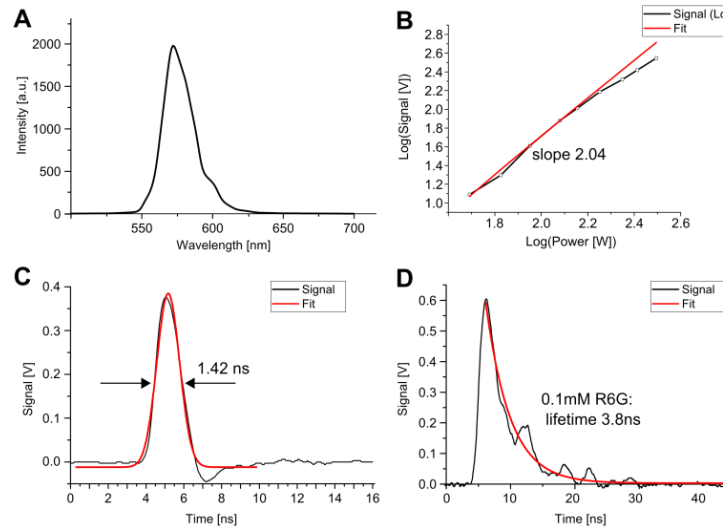 A
2000
1500
1000
500
0
Intensity [a.u.]
550
600
650
700
Wavelength [nm]
B
Signal (Lo
Fit
2.8
2.6
2.4
2.2
2.0
1.8
1.6
1.4
1.2
1.0
Log(Signal [V])
slope 2.04
1.6
1.8
2.0
2.2
2.4
2.6
Log(Power [W])
C
Signal
Fit
0.4
0.3
0.2
0.1
0.0
Signal [V]
1.42 ns
0
2
4
6
8
10
12
14
16
Time [ns]
D
Signal
Fit
0.6
0.5
0.4
0.3
0.2
0.1
0.0
Signal [V]
0.1mM R6G:
lifetime 3.8ns
0
10
20
30
40
Time [ns]